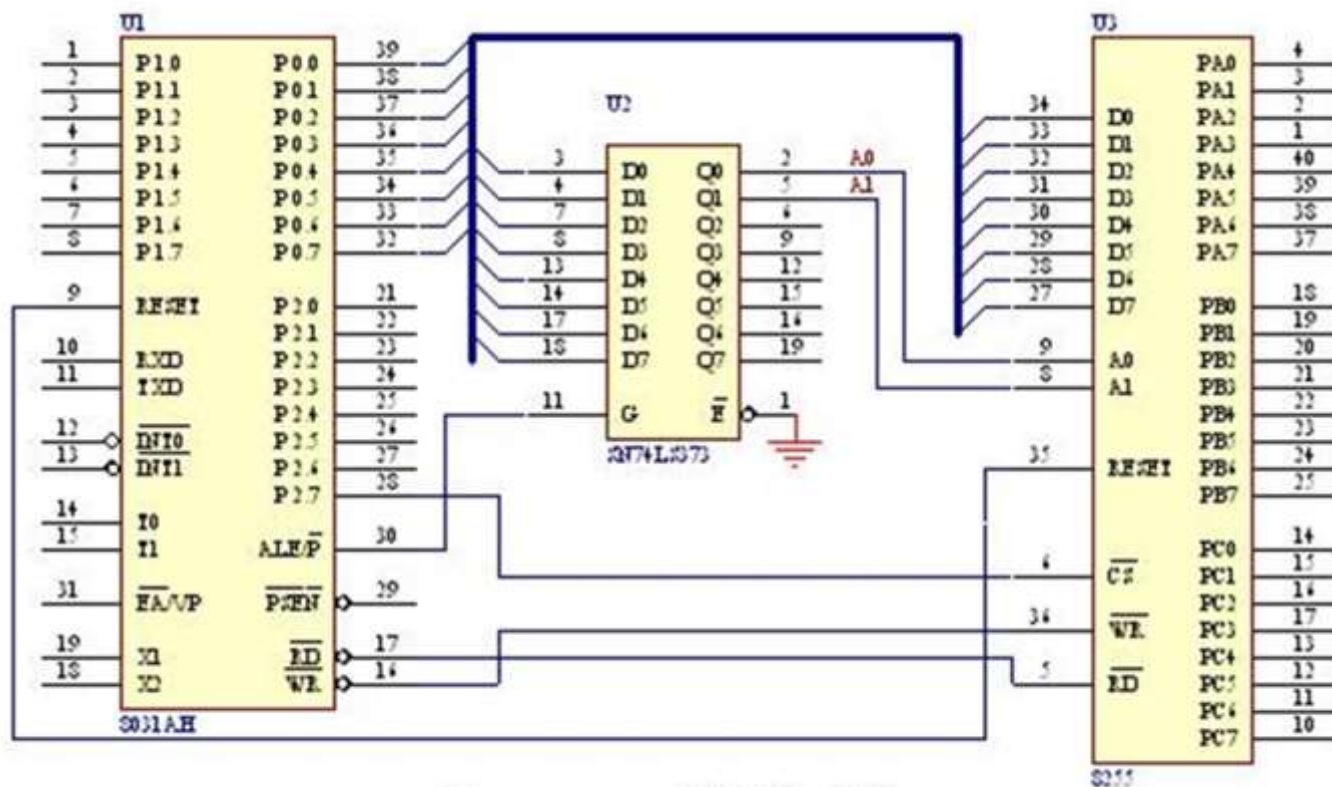 U1
1 P1.0 P0.0 39
2 P1.1 P0.1 38
3 P1.2 P0.2 37
4 P1.3 P0.3 36
5 P1.4 P0.4 35
6 P1.5 P0.5 34
7 P1.6 P0.6 33
8 P1.7 P0.7 32
9 RESET P2.0 21
P2.1 22
10 RXD P2.2 23
11 TXD P2.3 24
P2.4 25
12 INT0 P2.5 26
13 INT1 P2.6 27
P2.7 28
14 T0
15 T1 ALE/P 30
31 EA/VP PSEN 29
19 X1 RD 17
18 X2 WR 16
8031AH
U2
3 D0 Q0 2 A0
4 D1 Q1 5 A1
7 D2 Q2 6
8 D3 Q3 9
13 D4 Q4 12
14 D5 Q5 15
17 D6 Q6 16
18 D7 Q7 19
11 G E 1
SN74LS373
U3
PA0 4
PA1 3
34 D0 PA2 2
33 D1 PA3 1
32 D2 PA4 40
31 D3 PA5 39
30 D4 PA6 38
29 D5 PA7 37
28 D6
27 D7 PB0 18
PB1 19
9 A0 PB2 20
8 A1 PB3 21
PB4 22
PB5 23
35 RESET PB6 24
PB7 25
PC0 14
6 CS PC1 15
PC2 16
36 WR PC3 17
PC4 13
5 RD PC5 12
PC6 11
PC7 10
8255